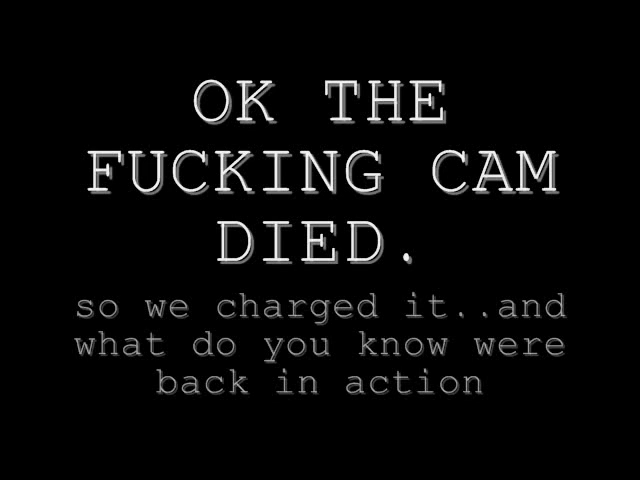 OK THE
FUCKING CAM
DIED.
so we charged it..and
what do you know were
back in action